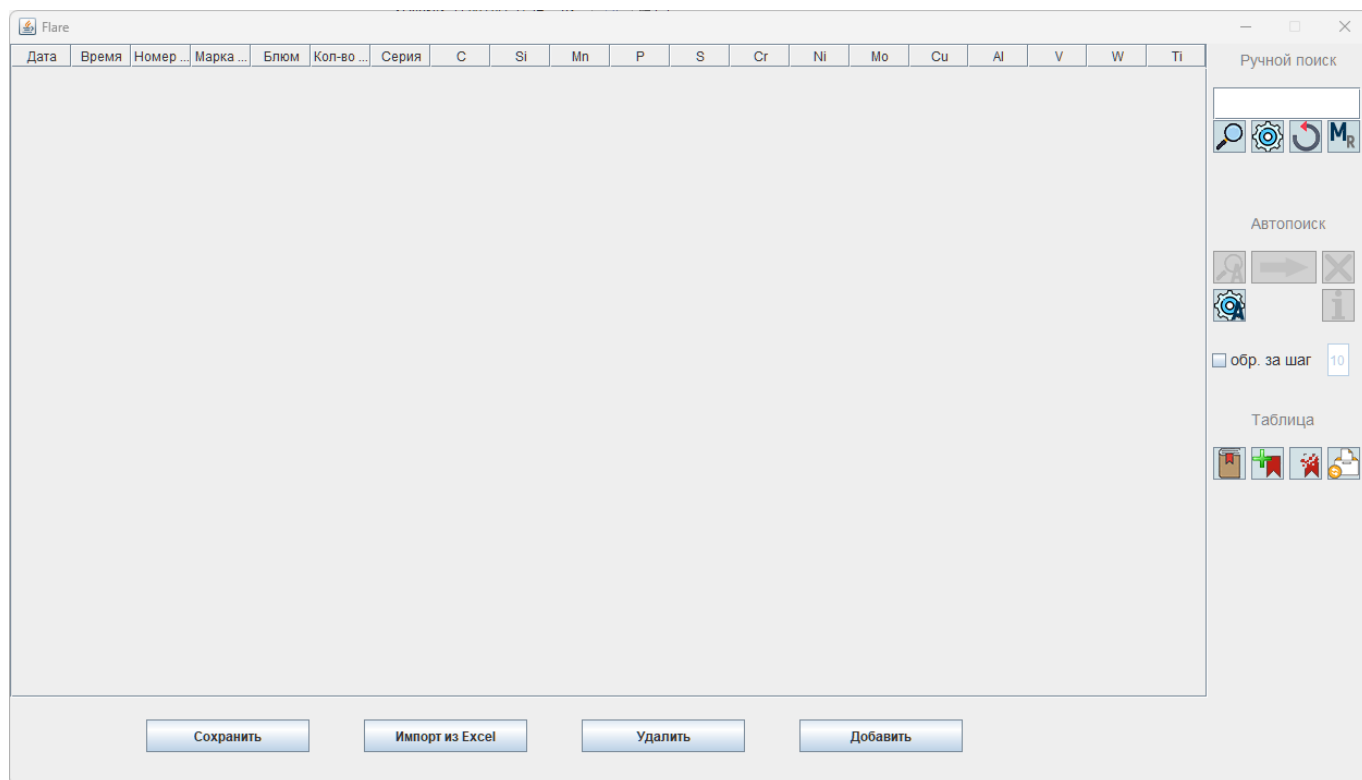 Flare
Дата Время Номер ... Марка ... Блюм Кол-во ... Серия C Si Mn P S Cr Ni Mo Cu Al V W Ti
Ручной поиск
MR
Автопоиск
A
A
i
обр. за шаг 10
Таблица
Сохранить Импорт из Excel Удалить Добавить